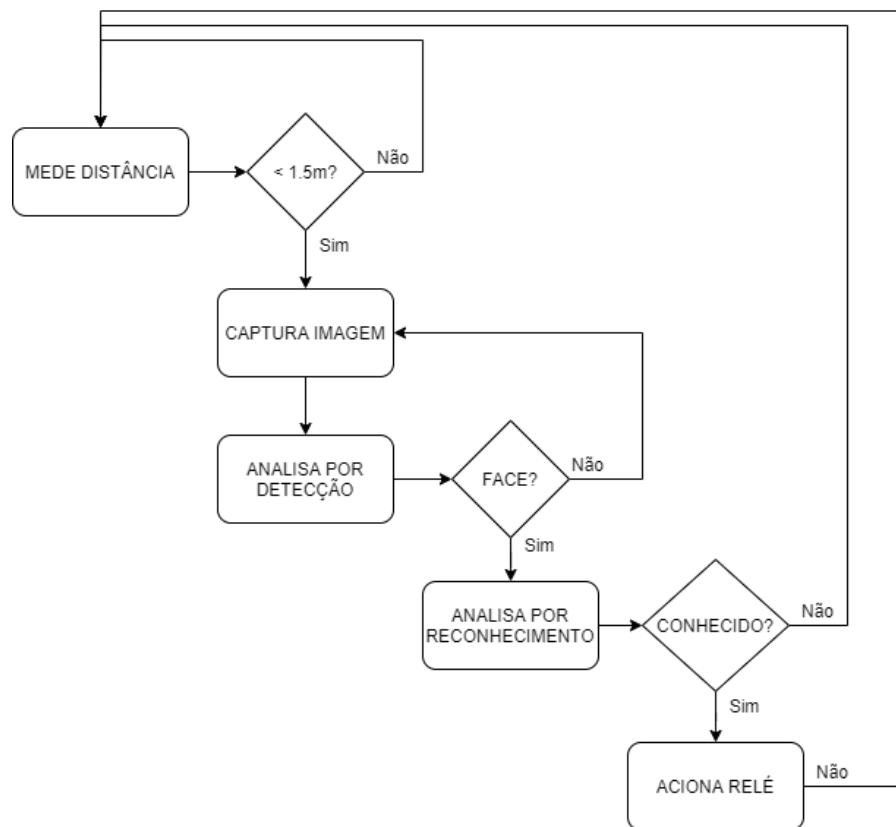 MEDE DISTÂNCIA
< 1.5m?
Não
Sim
CAPTURA IMAGEM
ANALISA POR
DETECÇÃO
FACE?
Não
Sim
ANALISA POR
RECONHECIMENTO
CONHECIDO?
Não
Sim
ACIONA RELÉ
Não